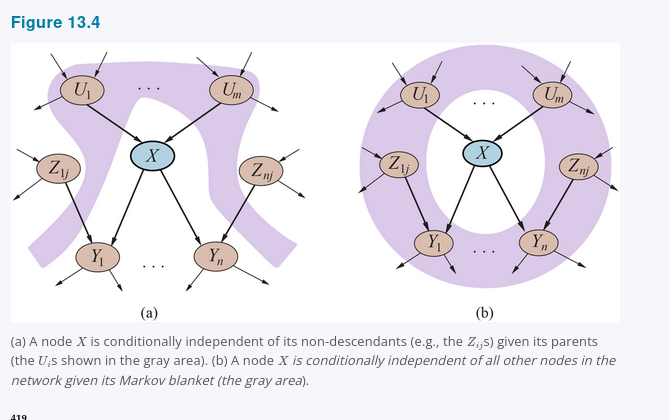 Figure 13.4
U1 . . . Um
X
Z1j Znj
Y1 . . . Yn
(a)
U1 . . . Um
X
Z1j Znj
Y1 . . . Yn
(b)
(a) A node X is conditionally independent of its non-descendants (e.g., the Zijs) given its parents
(the Uis shown in the gray area). (b) A node X is conditionally independent of all other nodes in the
network given its Markov blanket (the gray area).
419